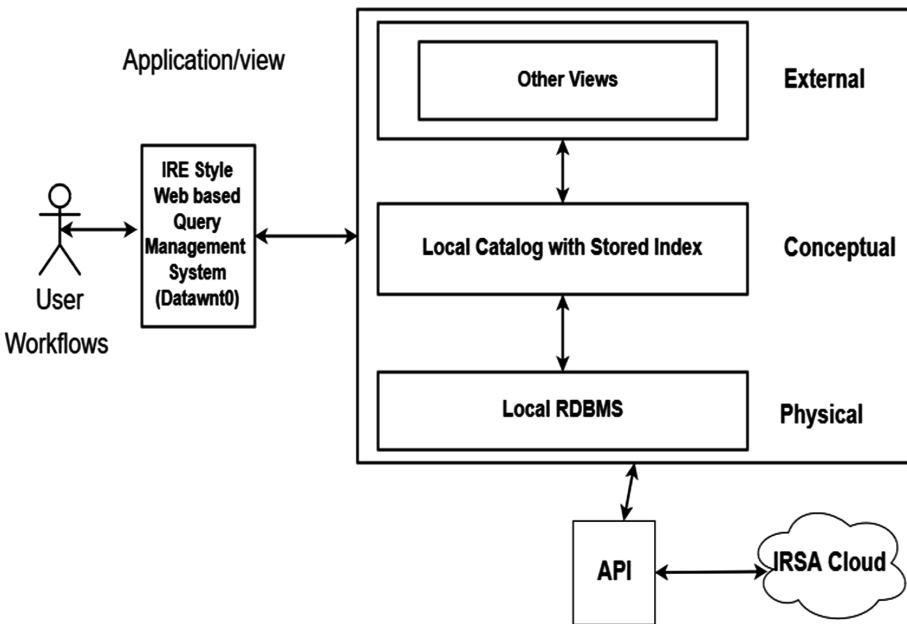 Application/view
Other Views
External
IRE Style
Web based
Query
Management
System
(Datawnt0)
Local Catalog with Stored Index
Conceptual
User
Workflows
Local RDBMS
Physical
API
IRSA Cloud